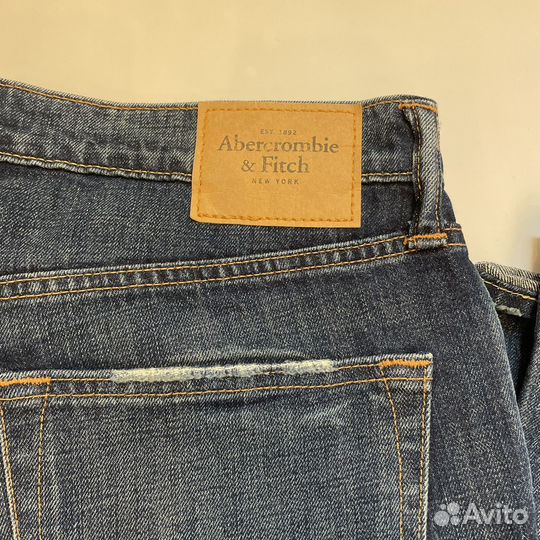 EST. 1892
Abercrombie
& Fitch
NEW YORK
Avito